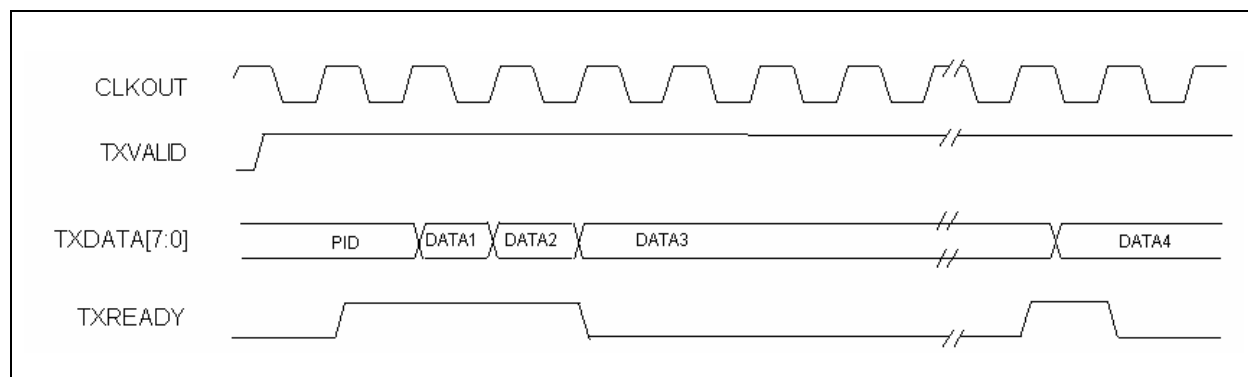 CLKOUT
TXVALID
TXDATA[7:0]
PID
DATA1
DATA2
DATA3
DATA4
TXREADY